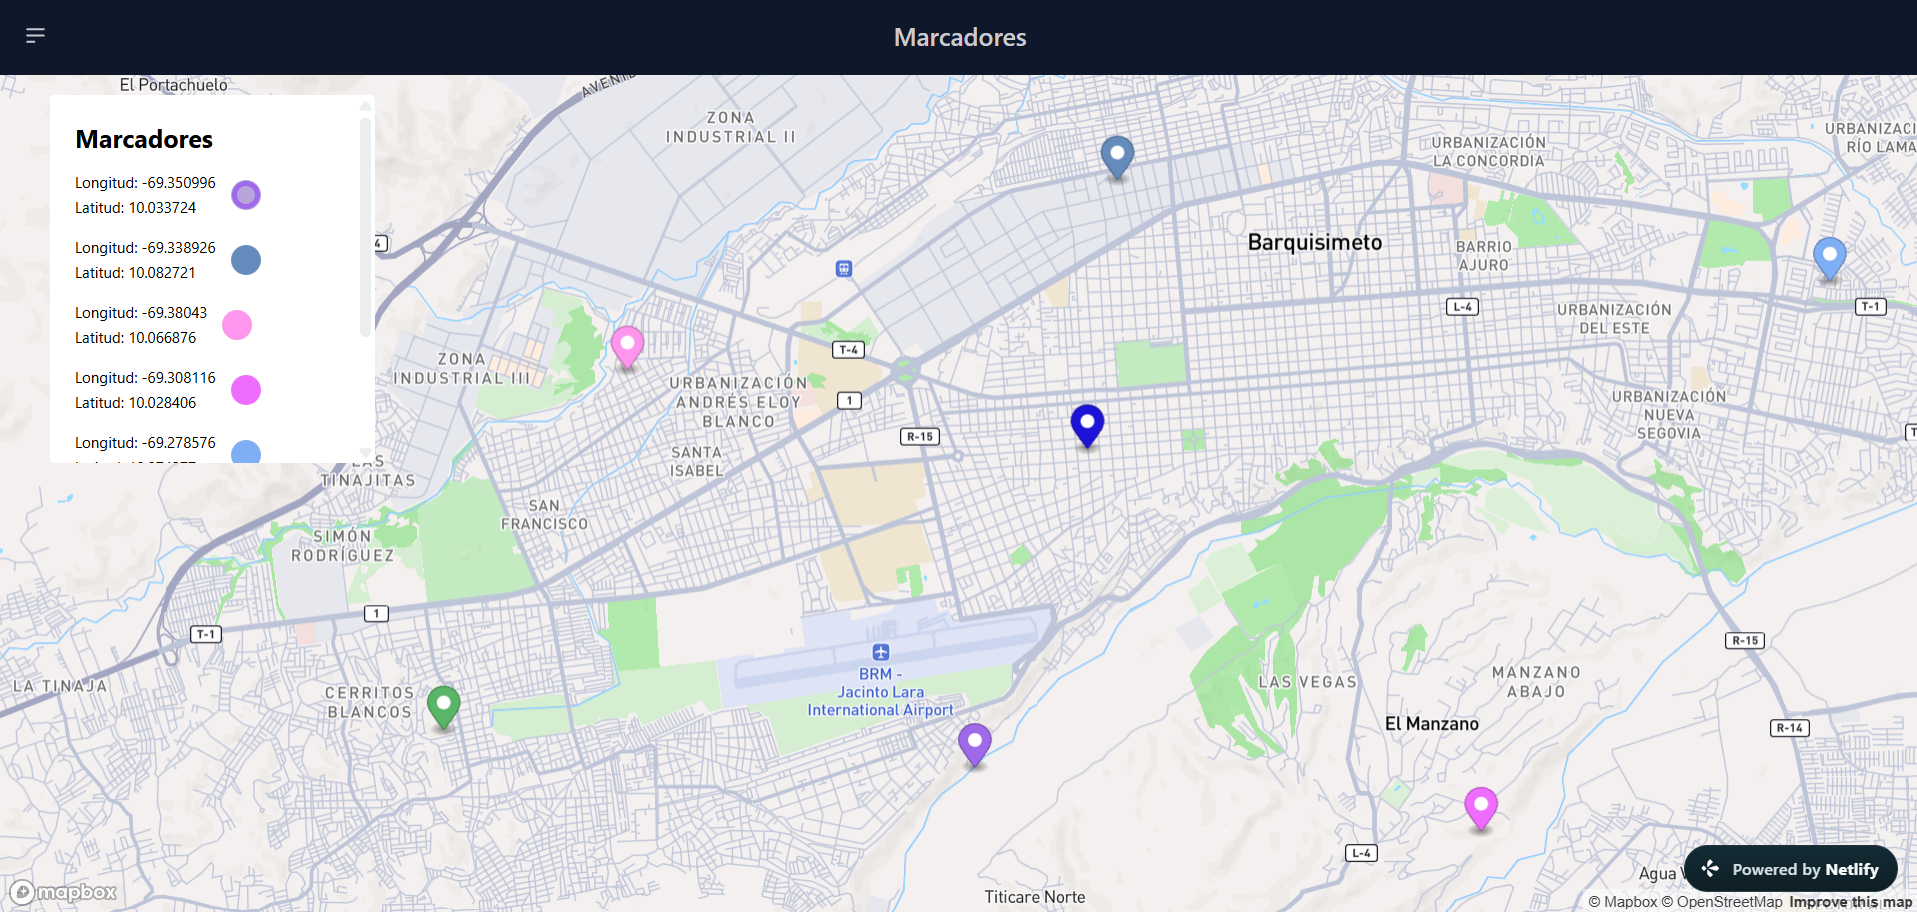 Marcadores
El Portachuelo
AVENID
Marcadores
Longitud: -69.350996
Latitud: 10.033724
Longitud: -69.338926
Latitud: 10.082721
Longitud: -69.38043
Latitud: 10.066876
Longitud: -69.308116
Latitud: 10.028406
Longitud: -69.278576
ZONA
INDUSTRIAL II
URBANIZACIÓN
LA CONCORDIA
URBANIZACI
RÍO LAMA
Barquisimeto
BARRIO
AJURO
4
L-4
T-1
URBANIZACIÓN
DEL ESTE
ZONA
INDUSTRIAL III
T-4
URBANIZACIÓN
ANDRÉS ELOY
BLANCO
1
R-15
URBANIZACIÓN
NUEVA
SEGOVIA
T
SANTA
ISABEL
LAS
TINAJITAS
SAN
FRANCISCO
SIMÓN
RODRÍGUEZ
1
T-1
R-15
LA TINAJA
CERRITOS
BLANCOS
BRM -
Jacinto Lara
International Airport
LAS VEGAS
MANZANO
ABAJO
El Manzano
R-14
L-4
Titicare Norte
Agua V
Powered by Netlify
mapbox
© Mapbox © OpenStreetMap Improve this map